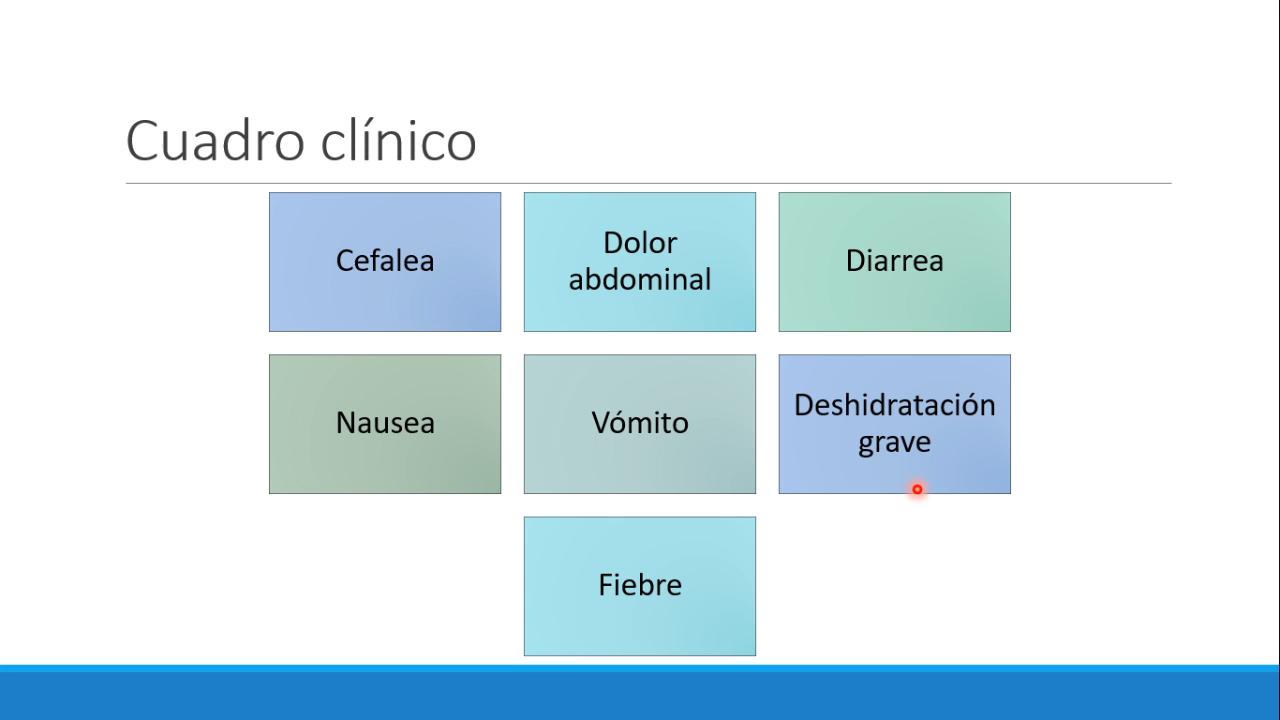 Cuadro clínico
Cefalea
Dolor
abdominal
Diarrea
Nausea
Vómito
Deshidratación
grave
Fiebre